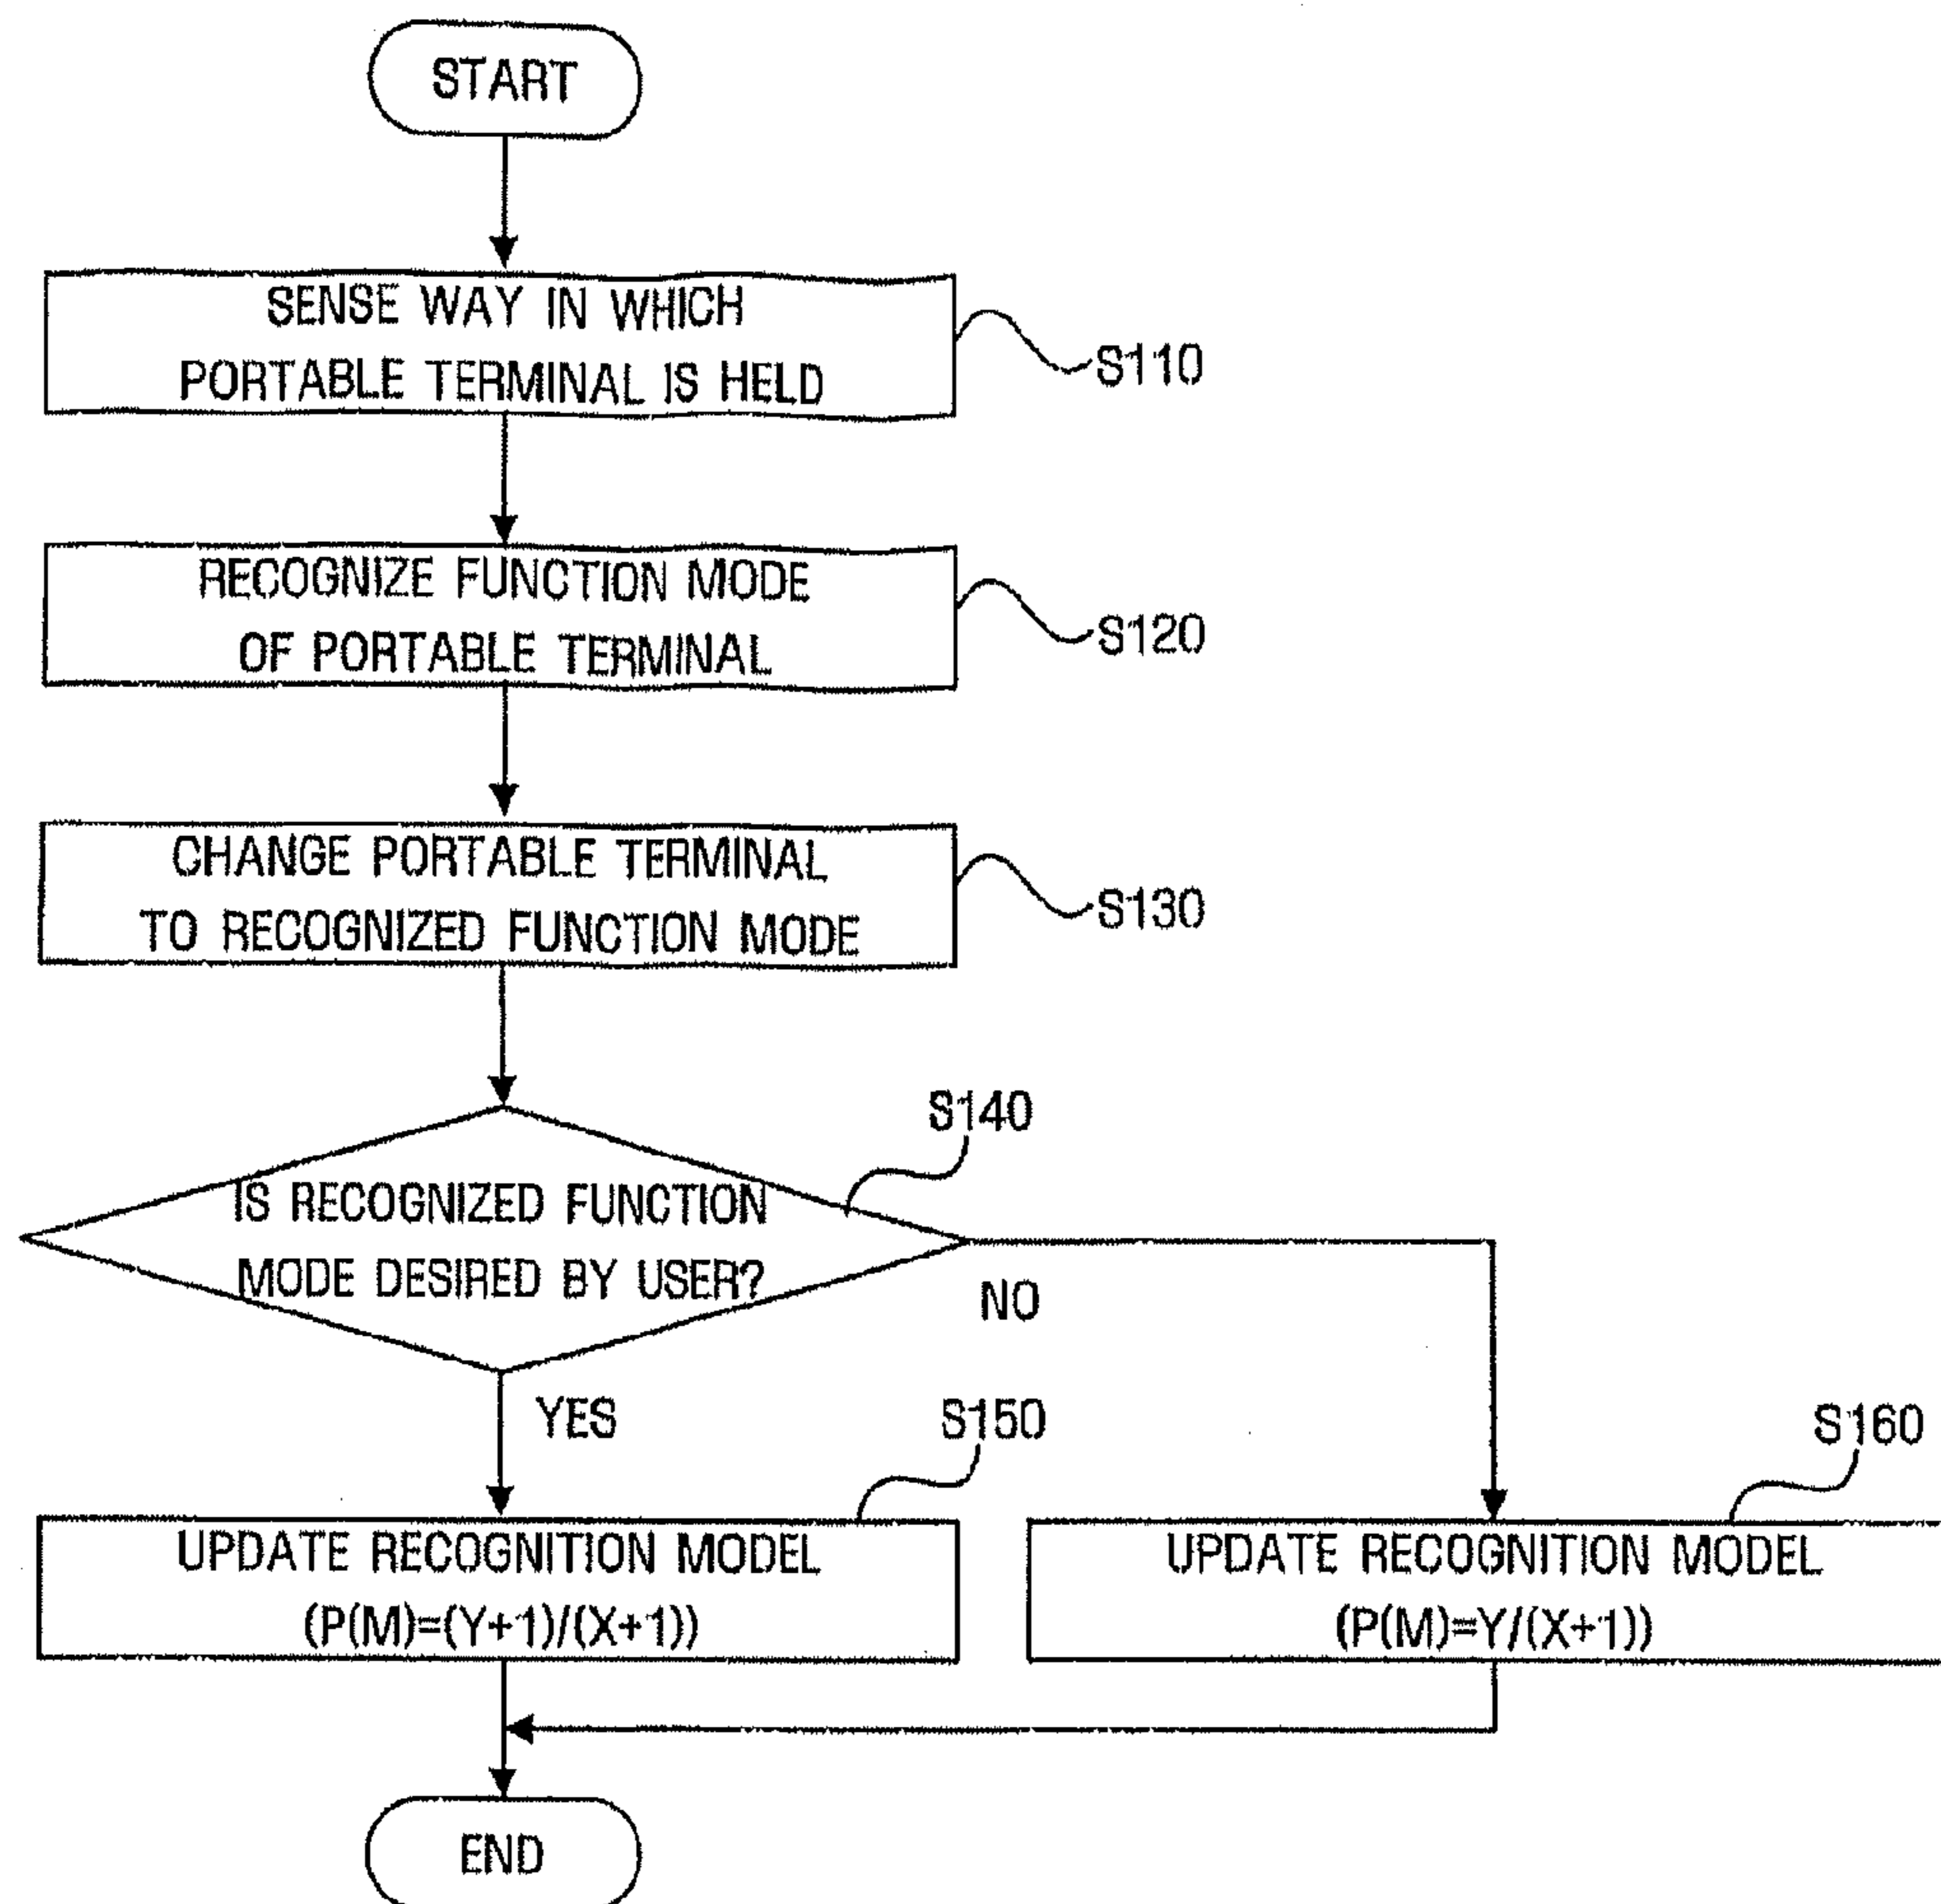 START
SENSE WAY IN WHICH
PORTABLE TERMINAL IS HELD
S110
RECOGNIZE FUNCTION MODE
OF PORTABLE TERMINAL
S120
CHANGE PORTABLE TERMINAL
TO RECOGNIZED FUNCTION MODE
S130
S140
IS RECOGNIZED FUNCTION
MODE DESIRED BY USER?
NO
YES
S150
S160
UPDATE RECOGNITION MODEL
(P(M)=(Y+1)/(X+1))
UPDATE RECOGNITION MODEL
(P(M)=Y/(X+1))
END